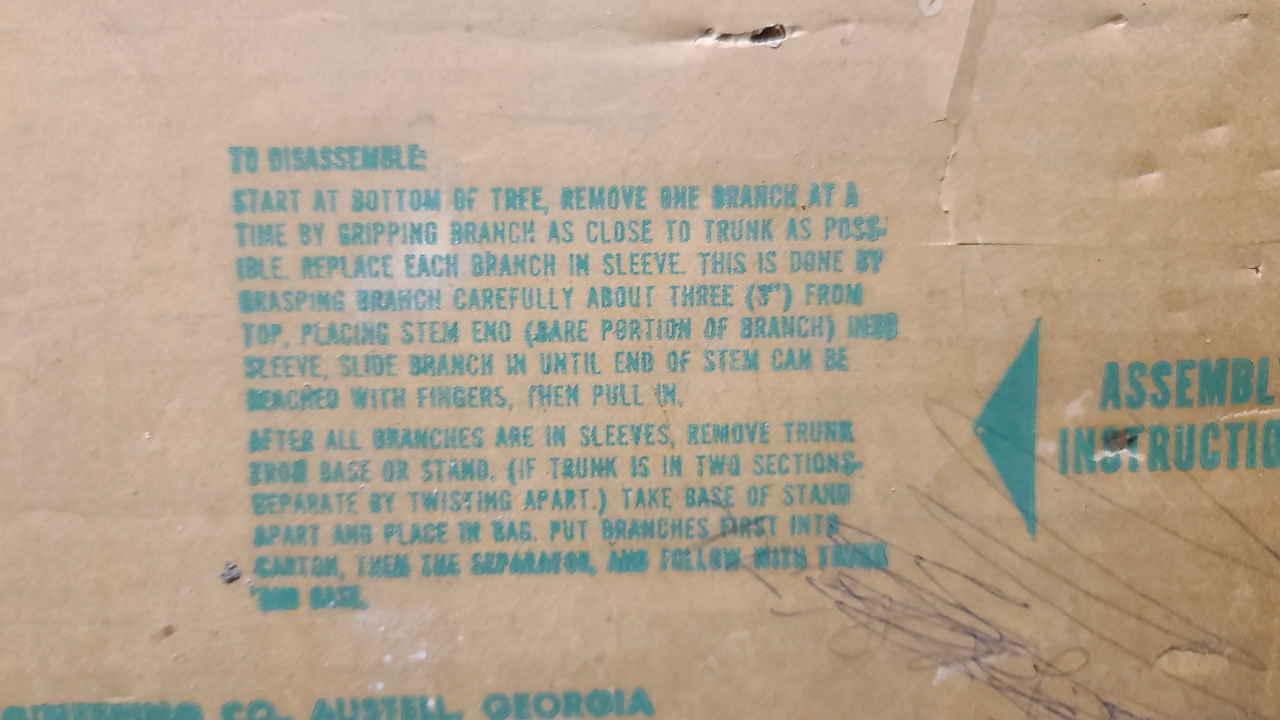 TO DISASSEMBLE:
START AT BOTTOM OF TREE, REMOVE ONE BRANCH AT A
TIME BY GRIPPING BRANCH AS CLOSE TO TRUNK AS POSS-
IBLE. REPLACE EACH BRANCH IN SLEEVE. THIS IS DONE BY
GRASPING BRANCH CAREFULLY ABOUT THREE (3") FROM
TOP, PLACING STEM END (BARE PORTION OF BRANCH) INTO
SLEEVE, SLIDE BRANCH IN UNTIL END OF STEM CAN BE
REACHED WITH FINGERS, THEN PULL IN.
AFTER ALL BRANCHES ARE IN SLEEVES, REMOVE TRUNK
FROM BASE OR STAND. (IF TRUNK IS IN TWO SECTIONS-
SEPARATE BY TWISTING APART.) TAKE BASE OF STAND
APART AND PLACE IN BAG. PUT BRANCHES FIRST INTO
CARTON, THEN THE SEPARATOR, AND FOLLOW WITH TRUNK
AND BASE.
ASSEMBL
INSTRUCTIO
CO., AUSTELL, GEORGIA